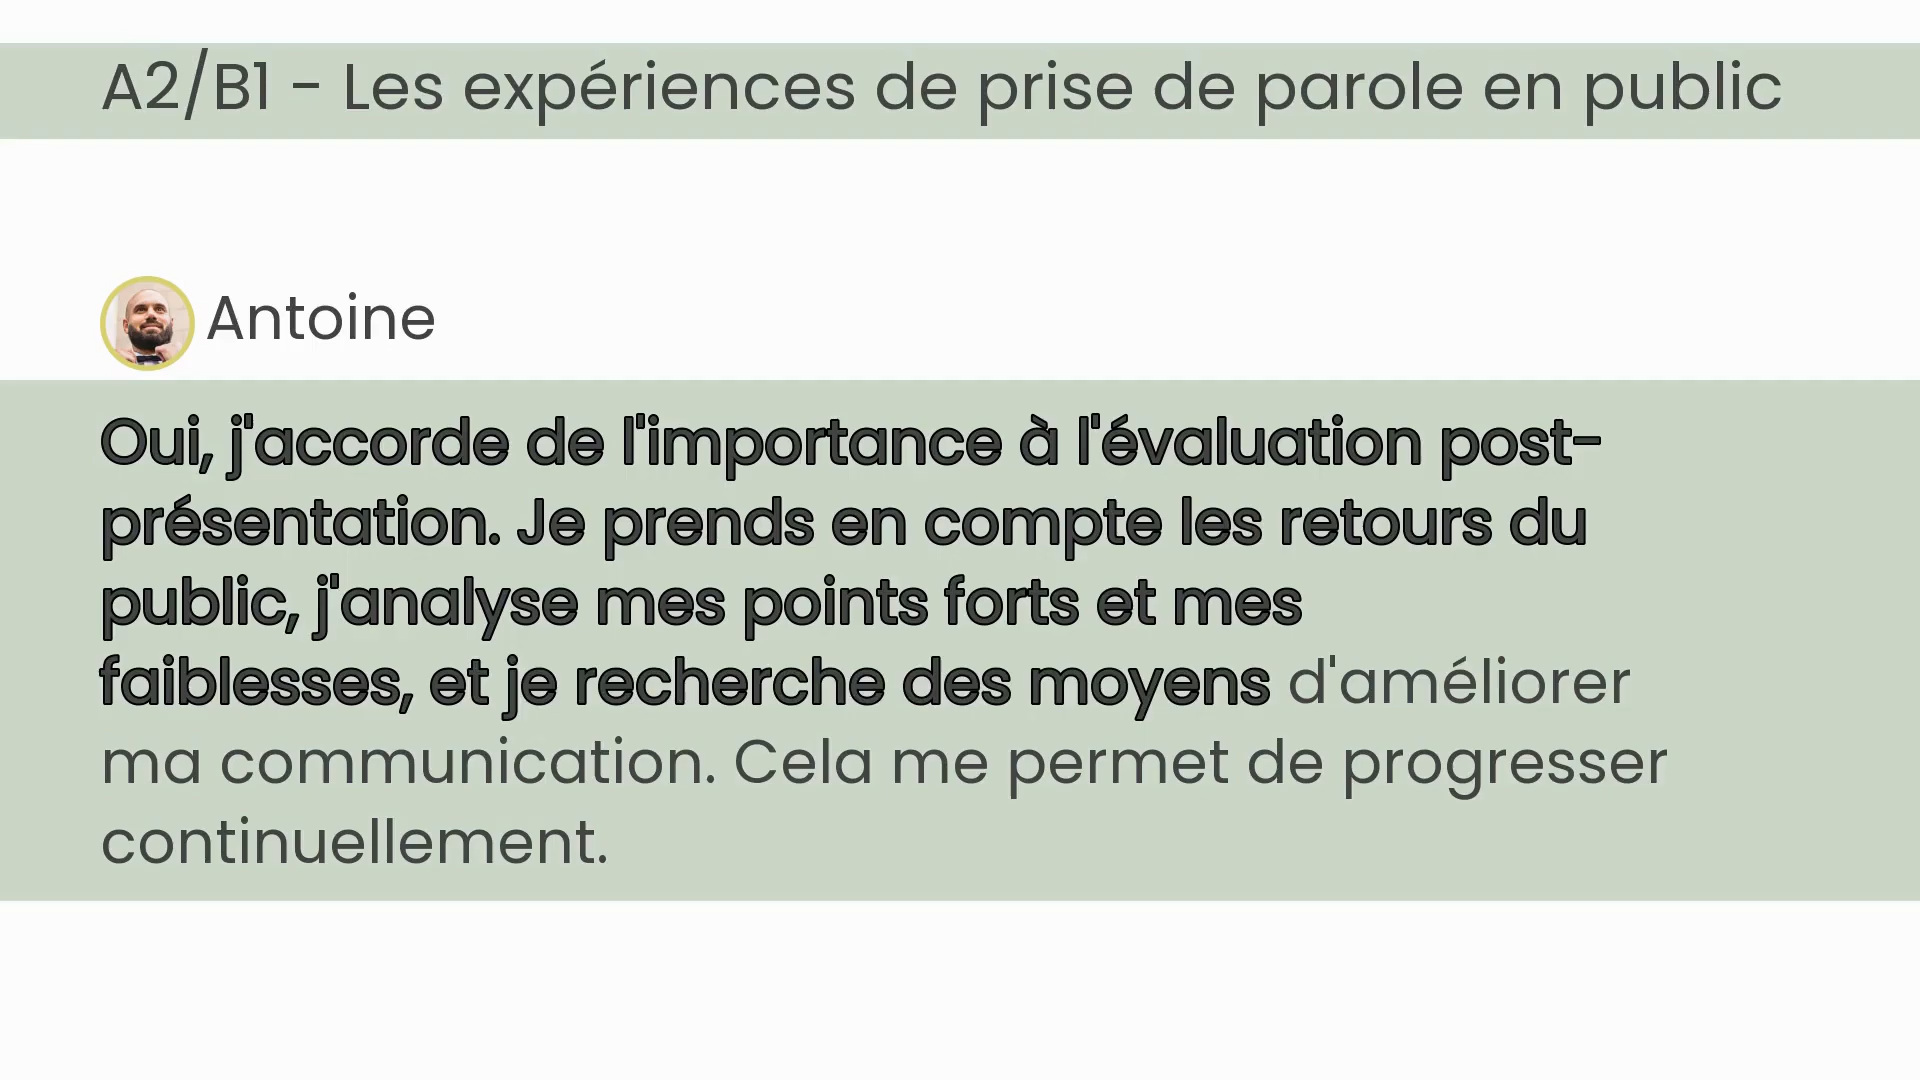 A2/B1 - Les expériences de prise de parole en public
Antoine
Oui, j'accorde de l'importance à l'évaluation post-
présentation. Je prends en compte les retours du
public, j'analyse mes points forts et mes
faiblesses, et je recherche des moyens d'améliorer
ma communication. Cela me permet de progresser
continuellement.